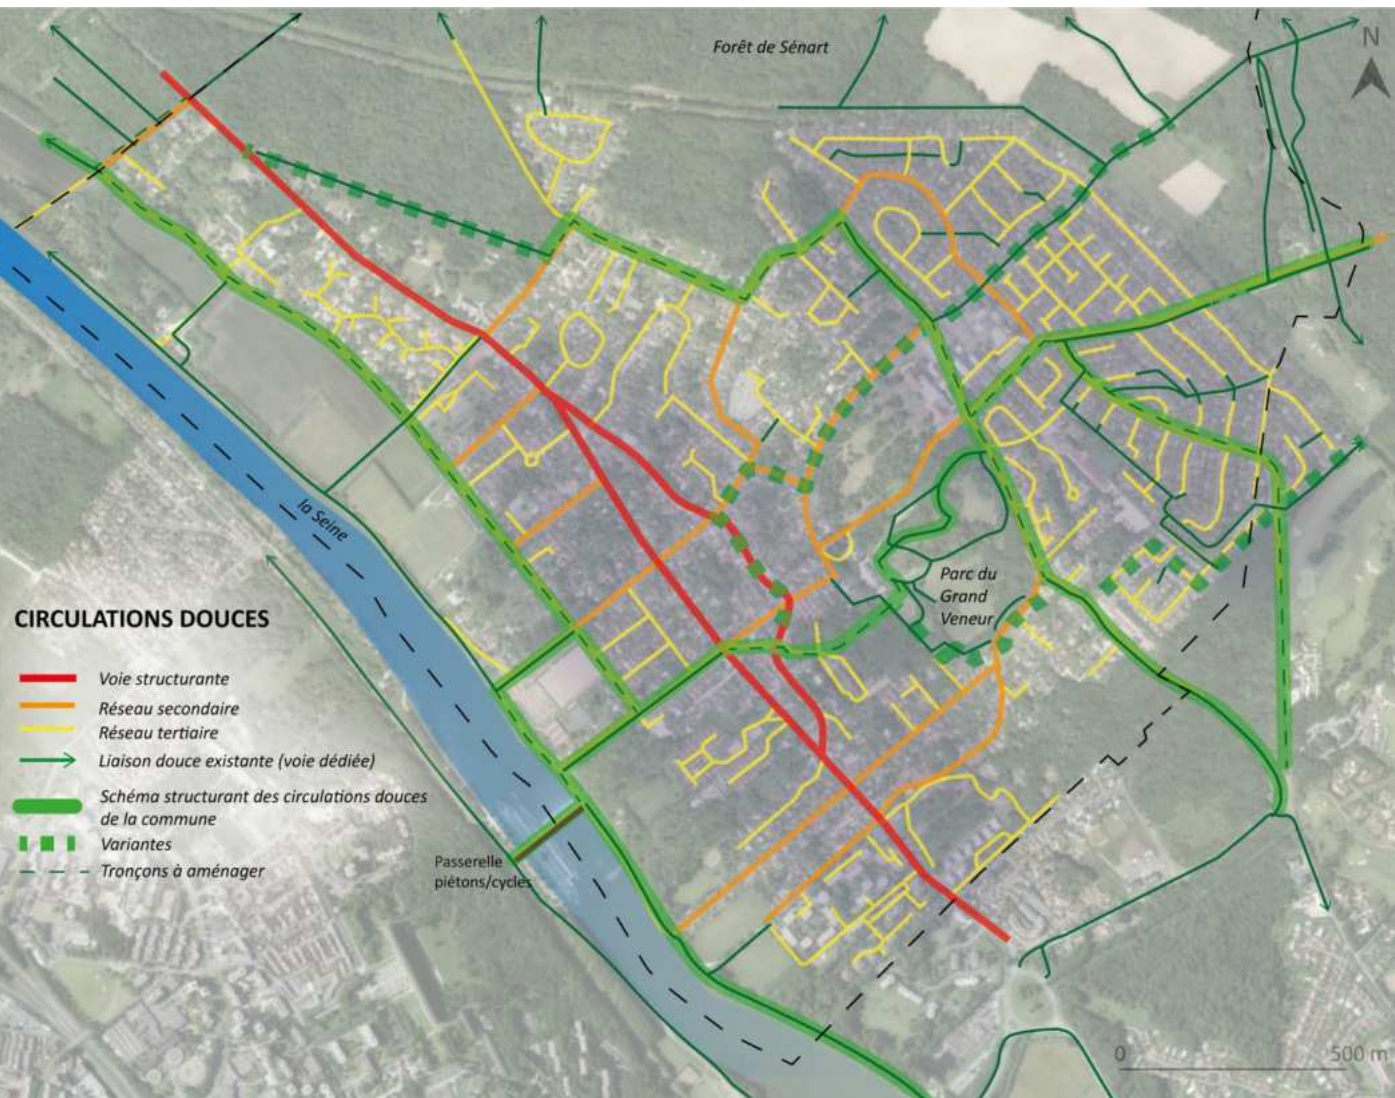 Forêt de Sénart
N
la Seine
Parc du
Grand
Veneur
CIRCULATIONS DOUCES
Voie structurante
Réseau secondaire
Réseau tertiaire
Liaison douce existante (voie dédiée)
Schéma structurant des circulations douces
de la commune
Variantes
Tronçons à aménager
Passerelle
piétons/cycles
0 500 m